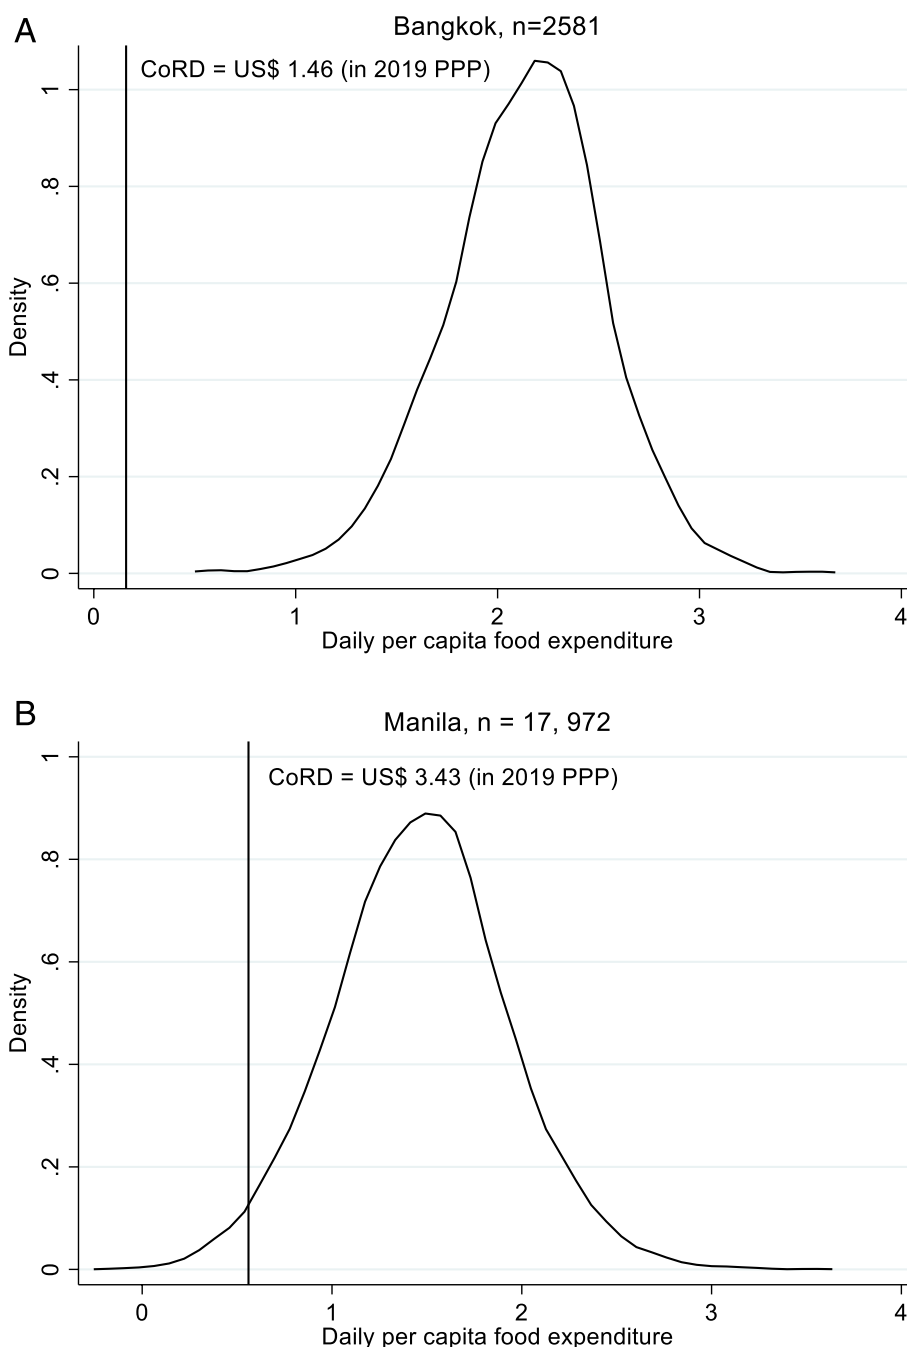 A
Bangkok, n=2581
CoRD = US$ 1.46 (in 2019 PPP)
1
.8
.6
.4
.2
0
Density
0 1 2 3 4
Daily per capita food expenditure
B
Manila, n = 17, 972
CoRD = US$ 3.43 (in 2019 PPP)
1
.8
.6
.4
.2
0
Density
0 1 2 3 4
Daily per capita food expenditure